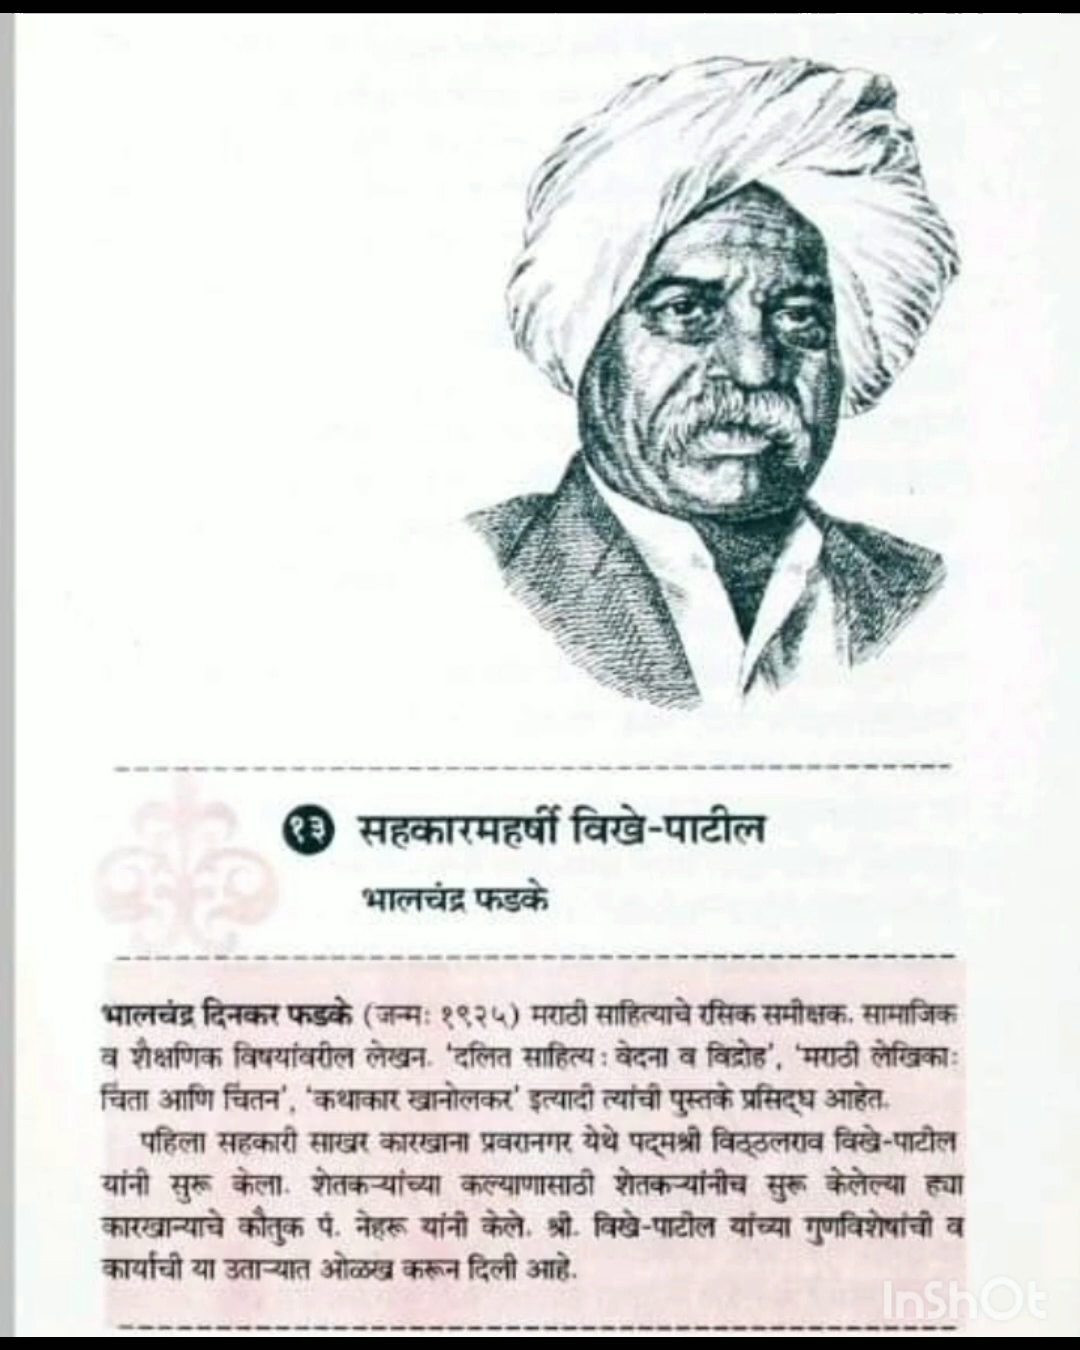 १३ सहकारमहर्षी विखे-पाटील
भालचंद्र फडके
भालचंद्र दिनकर फडके (जन्मः १९२५) मराठी साहित्याचे रसिक समीक्षक. सामाजिक
व शैक्षणिक विषयांवरील लेखन. 'दलित साहित्य : वेदना व विद्रोह', 'मराठी लेखिकाः
चिंता आणि चिंतन', 'कथाकार खानोलकर' इत्यादी त्यांची पुस्तके प्रसिद्ध आहेत.
पहिला सहकारी साखर कारखाना प्रवरानगर येथे पद्मश्री विठ्ठलराव विखे-पाटील
यांनी सुरू केला. शेतकऱ्यांच्या कल्याणासाठी शेतकऱ्यांनीच सुरू केलेल्या ह्या
कारखान्याचे कौतुक पं. नेहरू यांनी केले. श्री. विखे-पाटील यांच्या गुणविशेषांची व
कार्याची या उताऱ्यात ओळख करून दिली आहे.
InShOt